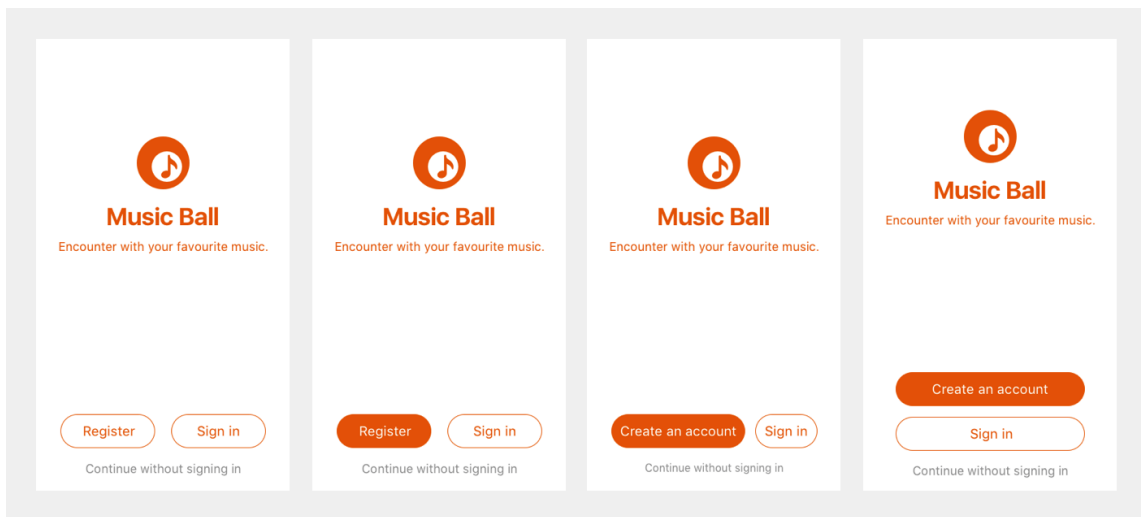 Music Ball
Encounter with your favourite music.
Register
Sign in
Continue without signing in
Music Ball
Encounter with your favourite music.
Register
Sign in
Continue without signing in
Music Ball
Encounter with your favourite music.
Create an account
Sign in
Continue without signing in
Music Ball
Encounter with your favourite music.
Create an account
Sign in
Continue without signing in